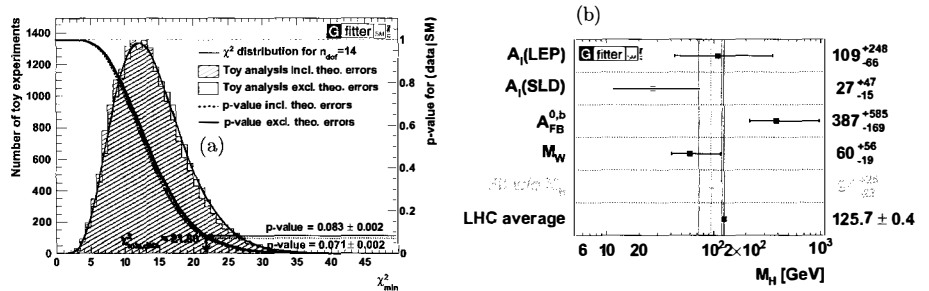 (a)
G fitter SM
χ² distribution for n_dof=14
Toy analysis incl. theo. errors
Toy analysis excl. theo. errors
p-value incl. theo. errors
p-value excl. theo. errors
Number of toy experiments
1400
1200
1000
800
600
400
200
0
p-value for (data|SM)
1
0.8
0.6
0.4
0.2
0
p-value = 0.083 ± 0.002
p-value = 0.071 ± 0.002
0 5 10 15 20 25 30 35 40 45 50
χ²_min
(b)
G fitter SM
A_l(LEP) 109 +248 -66
A_l(SLD) 27 +47 -15
A_FB^0,b 387 +585 -169
M_W 60 +56 -19
LHC average 125.7 ± 0.4
6 10 20 10² 2×10² 10³
M_H [GeV]